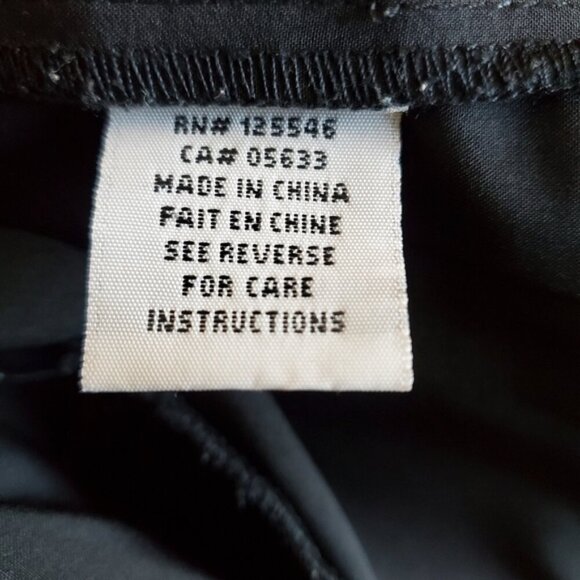 RN# 125546
CA# 05633
MADE IN CHINA
FAIT EN CHINE
SEE REVERSE
FOR CARE
INSTRUCTIONS